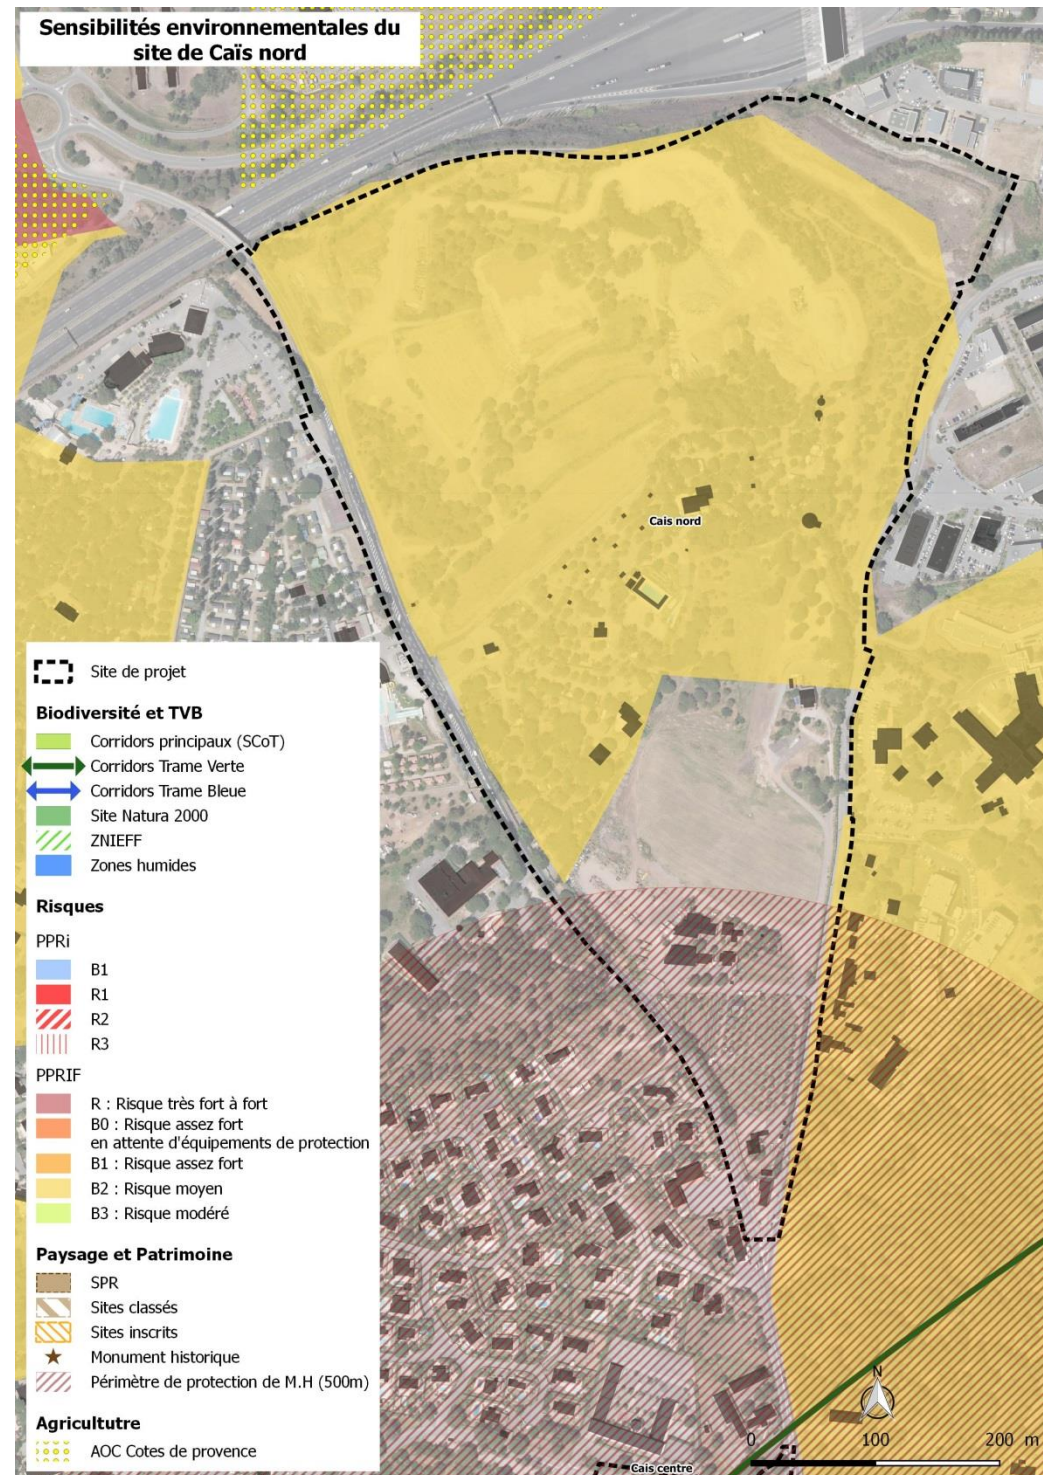 Sensibilités environnementales du
site de Caïs nord
Cais nord
Site de projet
Biodiversité et TVB
Corridors principaux (SCoT)
Corridors Trame Verte
Corridors Trame Bleue
Site Natura 2000
ZNIEFF
Zones humides
Risques
PPRi
B1
R1
R2
R3
PPRIF
R : Risque très fort à fort
B0 : Risque assez fort
en attente d'équipements de protection
B1 : Risque assez fort
B2 : Risque moyen
B3 : Risque modéré
Paysage et Patrimoine
SPR
Sites classés
Sites inscrits
Monument historique
Périmètre de protection de M.H (500m)
Agricultutre
AOC Cotes de provence
N
0 100 200 m
Cais centre